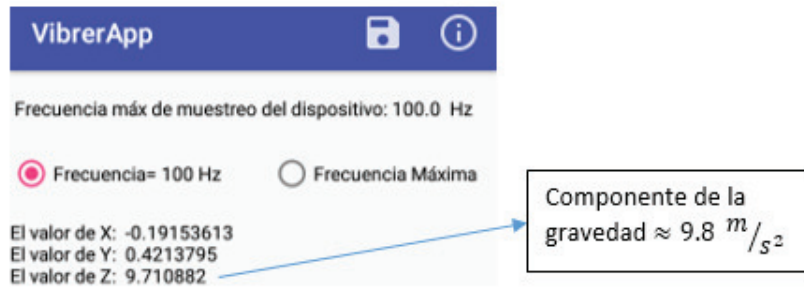 VibrerApp
Frecuencia máx de muestreo del dispositivo: 100.0 Hz
Frecuencia= 100 Hz
Frecuencia Máxima
El valor de X: -0.19153613
El valor de Y: 0.4213795
El valor de Z: 9.710882
Componente de la
gravedad ≈ 9.8 m/s²